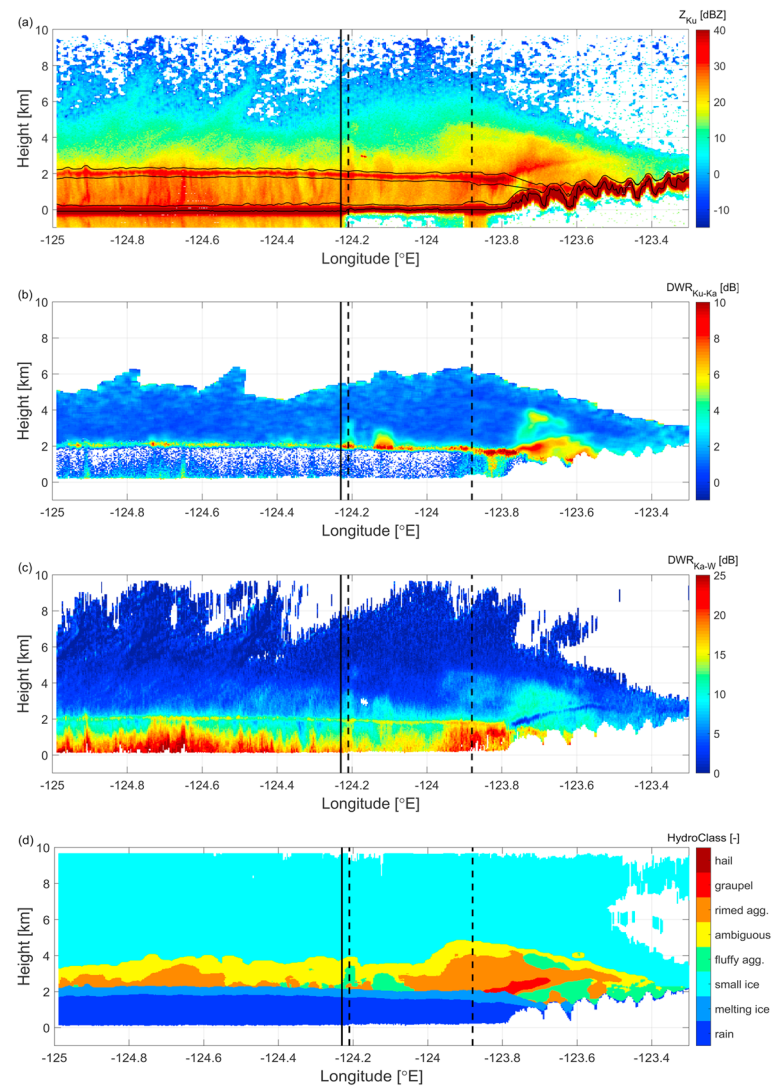 (a) Z_Ku [dBZ]
10
8
6
4
2
0
Height [km]
-125 -124.8 -124.6 -124.4 -124.2 -124 -123.8 -123.6 -123.4
Longitude [°E]
40
30
20
10
0
-10
(b) DWR_Ku-Ka [dB]
10
8
6
4
2
0
Height [km]
-125 -124.8 -124.6 -124.4 -124.2 -124 -123.8 -123.6 -123.4
Longitude [°E]
10
8
6
4
2
0
(c) DWR_Ka-W [dB]
10
8
6
4
2
0
Height [km]
-125 -124.8 -124.6 -124.4 -124.2 -124 -123.8 -123.6 -123.4
Longitude [°E]
25
20
15
10
5
0
(d) HydroClass [-]
10
8
6
4
2
0
Height [km]
-125 -124.8 -124.6 -124.4 -124.2 -124 -123.8 -123.6 -123.4
Longitude [°E]
hail
graupel
rimed agg.
ambiguous
fluffy agg.
small ice
melting ice
rain